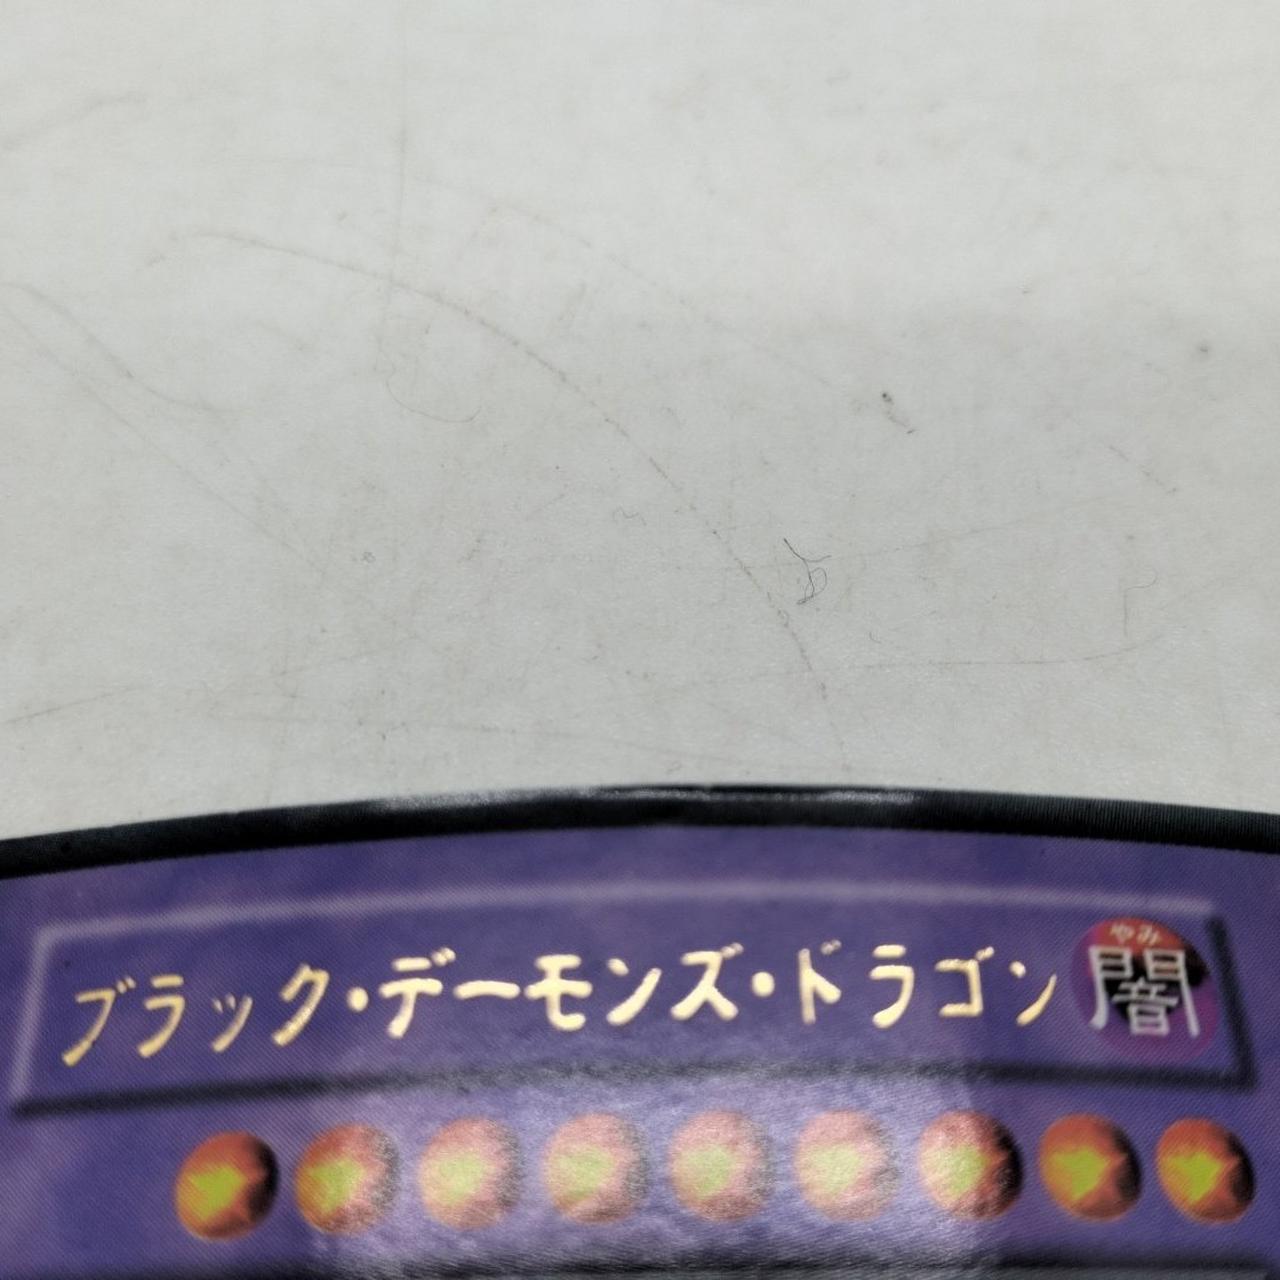 ブラック・デーモンズ・ドラゴン
やみ
闇